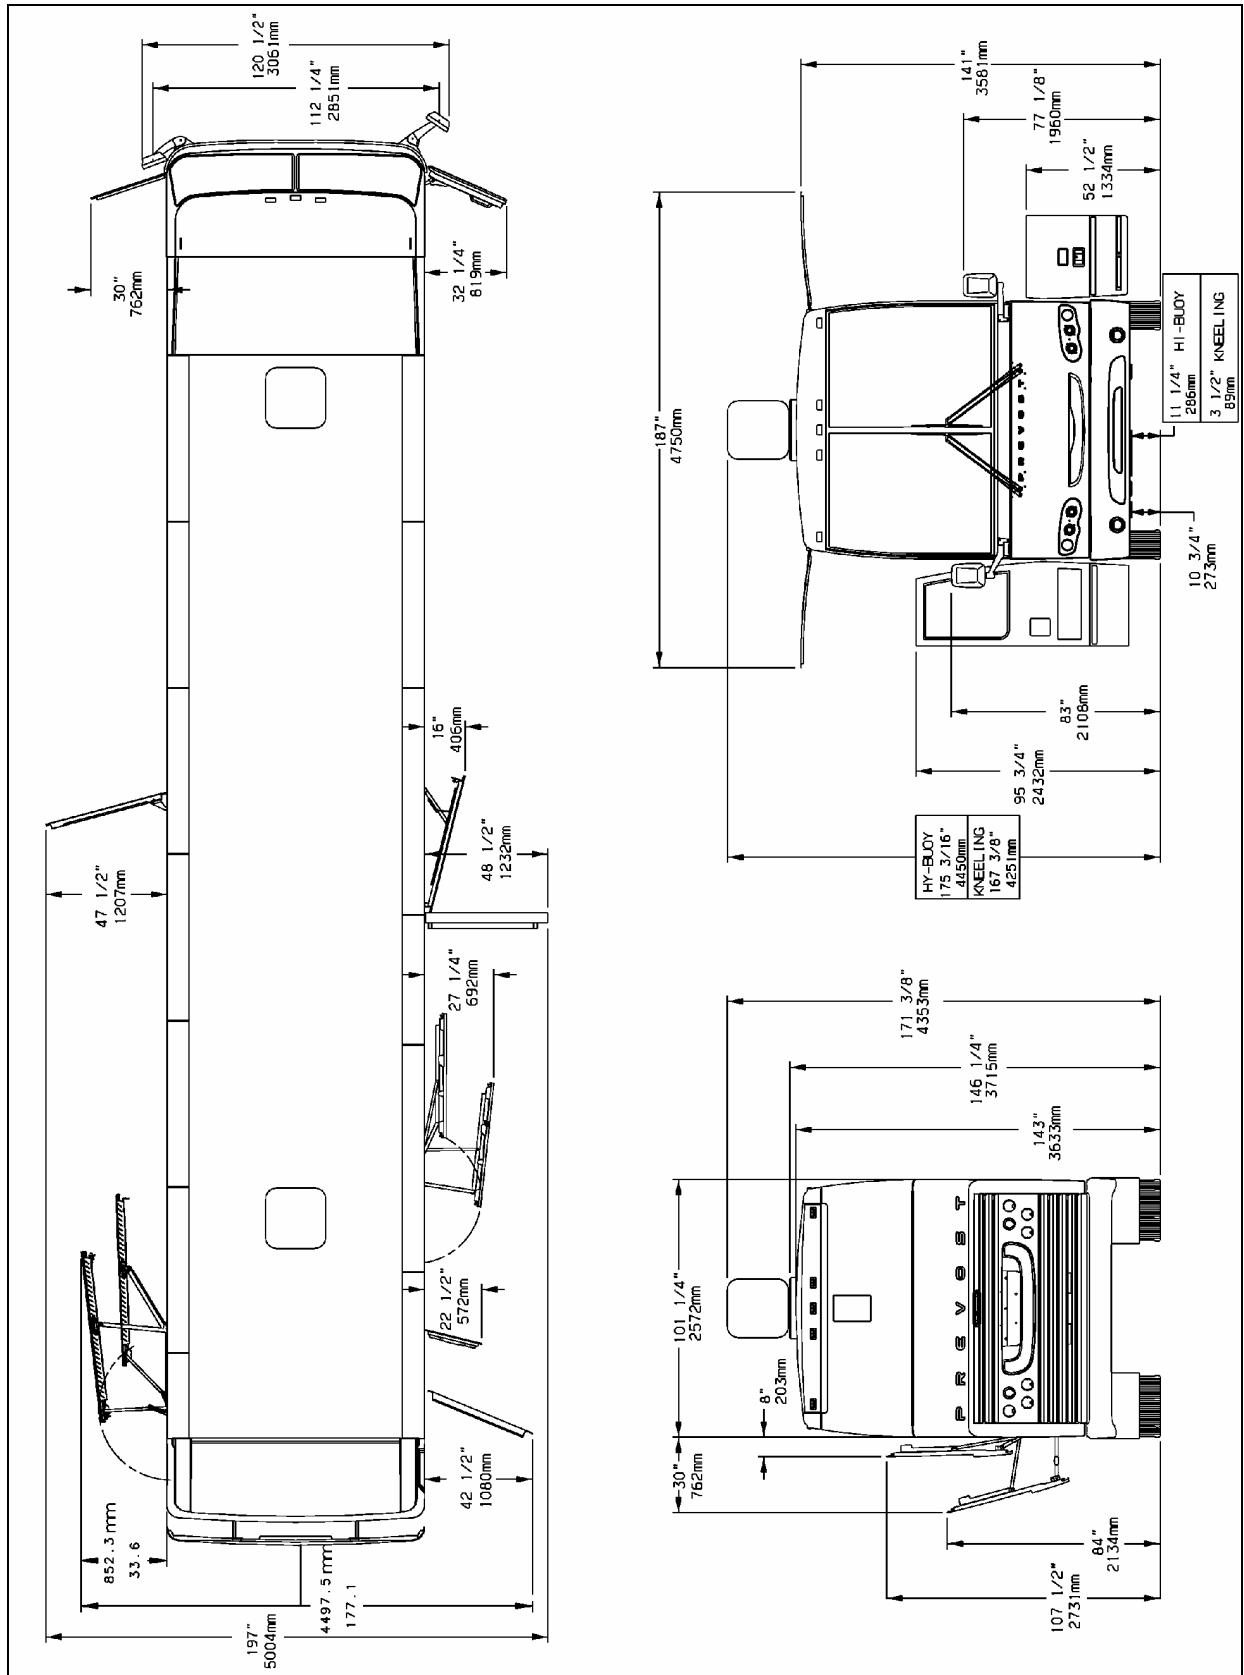 120 1/2"
3061mm
112 1/4"
2851mm
30"
762mm
32 1/4"
819mm
16"
406mm
47 1/2"
1207mm
48 1/2"
1232mm
27 1/4"
692mm
22 1/2"
572mm
42 1/2"
1080mm
852.3 mm
33.6
4497.5 mm
177.1
197"
5004mm
141"
3581mm
77 1/8"
1960mm
52 1/2"
1334mm
187"
4750mm
PREVOST
11 1/4" HI-BUOY
286mm
3 1/2" KNEELING
89mm
10 3/4"
273mm
83"
2108mm
95 3/4"
2432mm
HY-BUOY
175 3/16"
4450mm
KNEELING
167 3/8"
4251mm
171 3/8"
4353mm
146 1/4"
3715mm
143"
3633mm
101 1/4"
2572mm
8"
203mm
30"
762mm
PREVOST
84"
2134mm
107 1/2"
2731mm